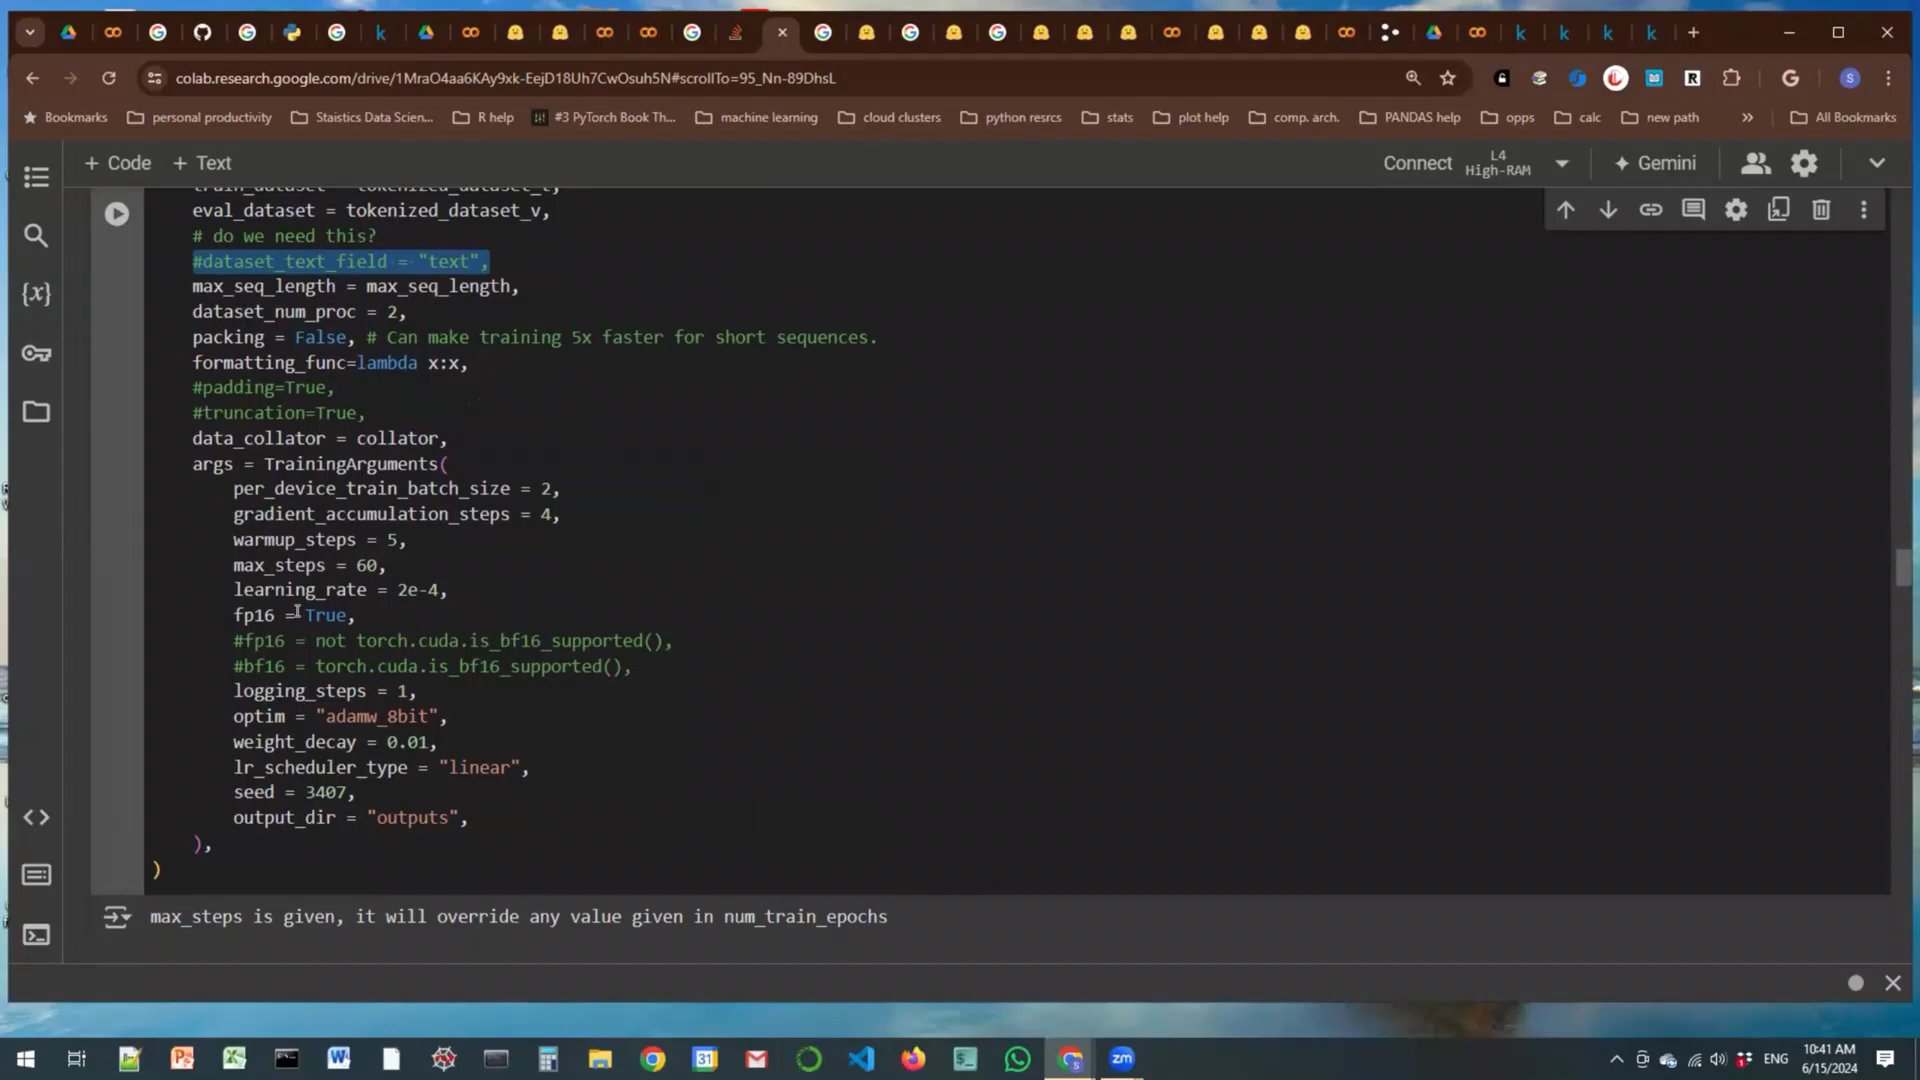 colab.research.google.com/drive/1MraO4aa6KAy9xk-EejD18Uh7CwOsuh5N#scrollTo=95_Nn-89DhsL
Bookmarks personal productivity Staistics Data Scien... R help #3 PyTorch Book Th... machine learning cloud clusters python resrcs stats plot help comp. arch. PANDAS help opps calc new path » All Bookmarks
+ Code + Text Connect L4 High-RAM Gemini
train_dataset = tokenized_dataset_t,
eval_dataset = tokenized_dataset_v,
# do we need this?
#dataset_text_field = "text",
max_seq_length = max_seq_length,
dataset_num_proc = 2,
packing = False, # Can make training 5x faster for short sequences.
formatting_func=lambda x:x,
#padding=True,
#truncation=True,
data_collator = collator,
args = TrainingArguments(
per_device_train_batch_size = 2,
gradient_accumulation_steps = 4,
warmup_steps = 5,
max_steps = 60,
learning_rate = 2e-4,
fp16 = True,
#fp16 = not torch.cuda.is_bf16_supported(),
#bf16 = torch.cuda.is_bf16_supported(),
logging_steps = 1,
optim = "adamw_8bit",
weight_decay = 0.01,
lr_scheduler_type = "linear",
seed = 3407,
output_dir = "outputs",
),
)
max_steps is given, it will override any value given in num_train_epochs
ENG 10:41 AM
6/15/2024